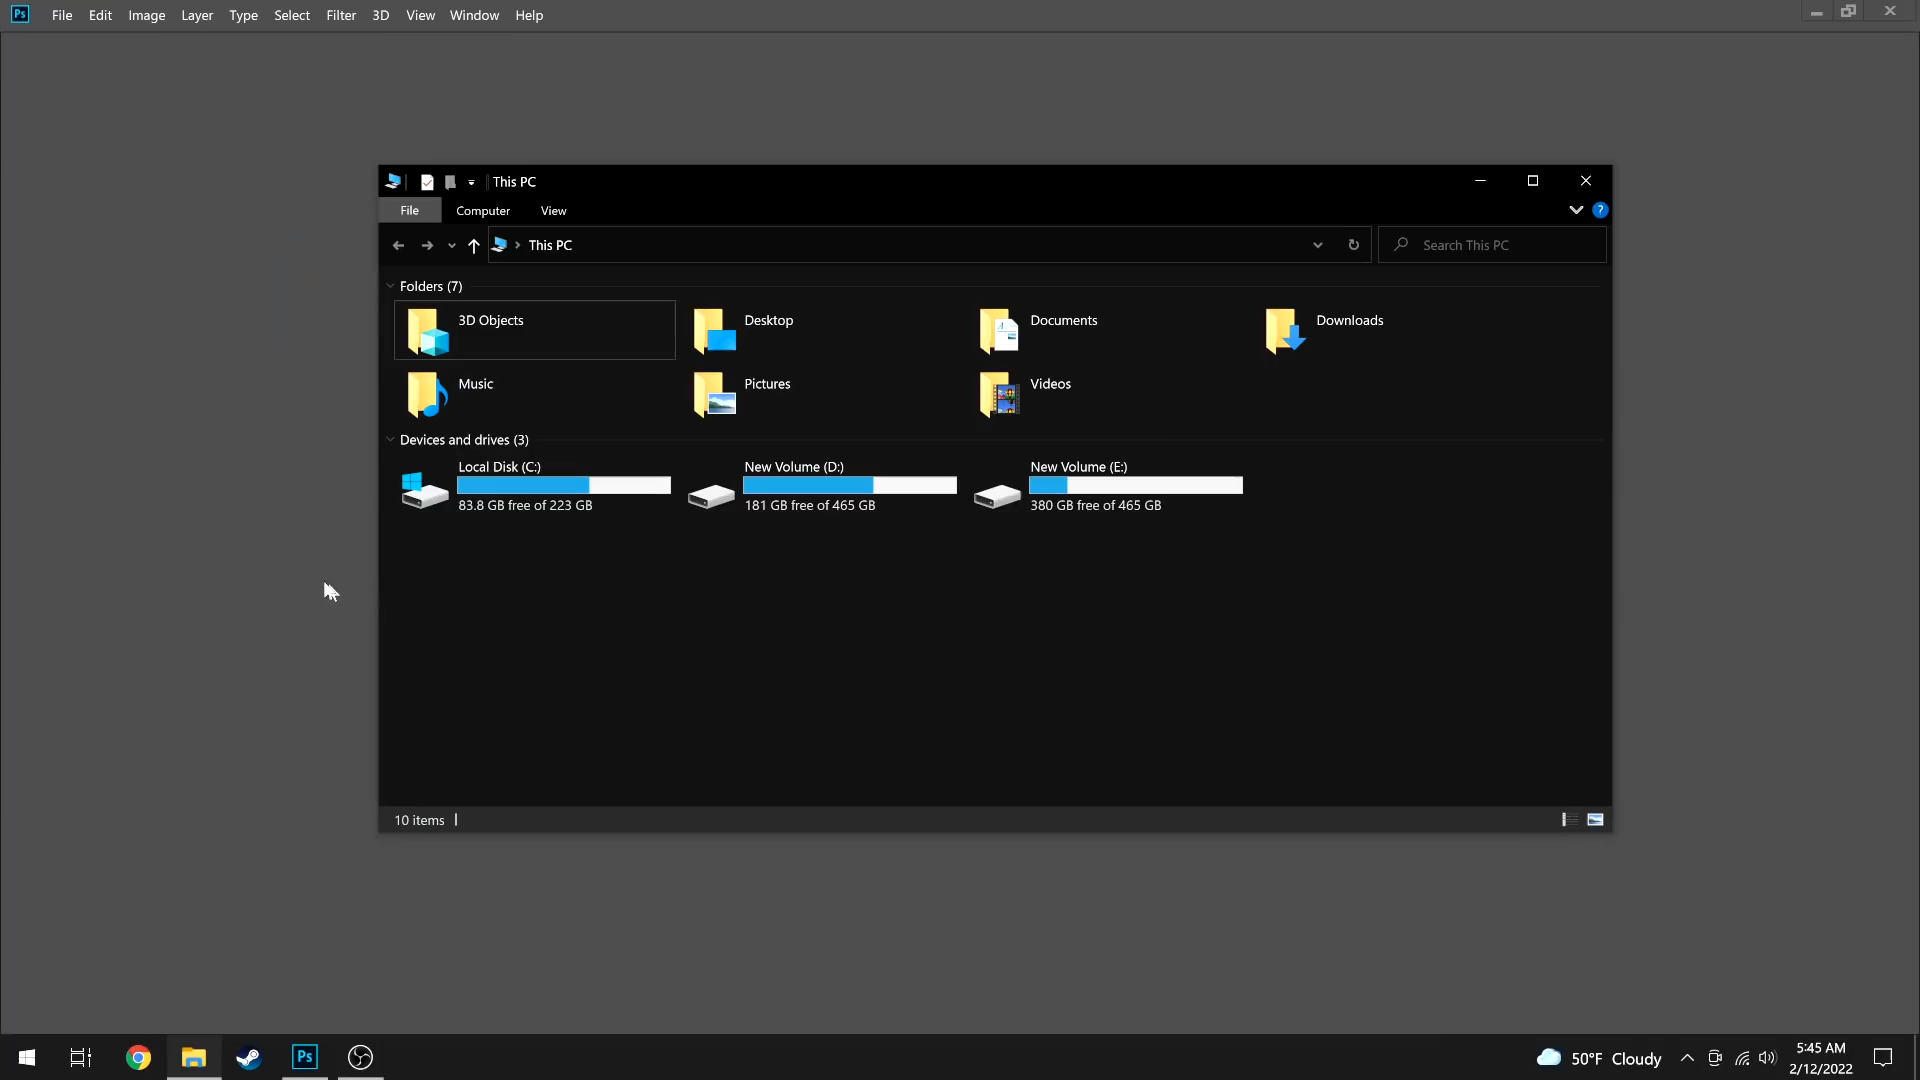 Ps File Edit Image Layer Type Select Filter 3D View Window Help
This PC
File Computer View
This PC Search This PC
Folders (7)
3D Objects Desktop Documents Downloads
Music Pictures Videos
Devices and drives (3)
Local Disk (C:) New Volume (D:) New Volume (E:)
83.8 GB free of 223 GB 181 GB free of 465 GB 380 GB free of 465 GB
10 items
Ps 50°F Cloudy 5:45 AM
2/12/2022